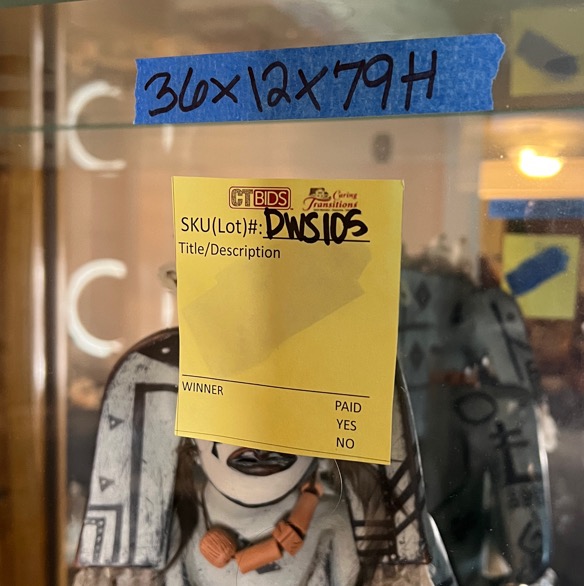 36x12x79H
CTBIDS Caring Transitions
SKU(Lot)#: DWS105
Title/Description
WINNER
PAID
YES
NO